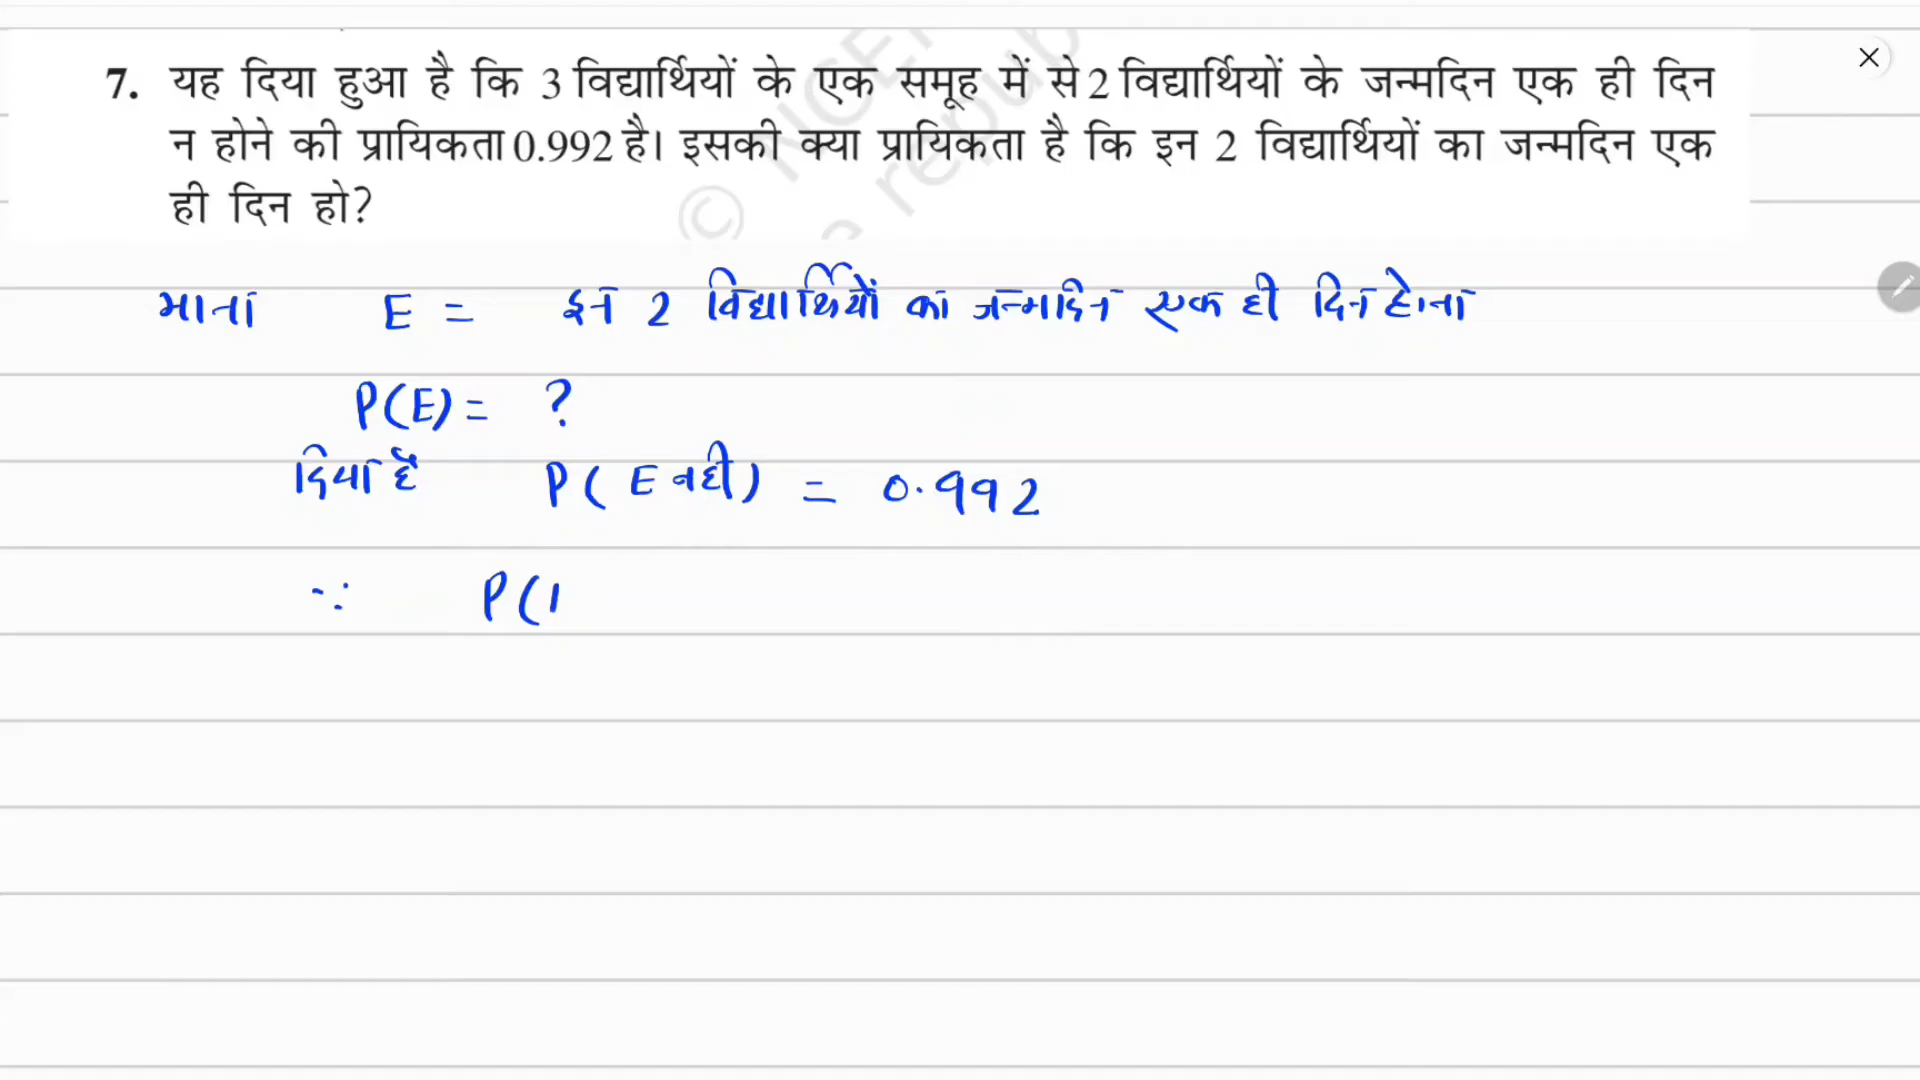 7. यह दिया हुआ है कि 3 विद्यार्थियों के एक समूह में से 2 विद्यार्थियों के जन्मदिन एक ही दिन
न होने की प्रायिकता 0.992 है। इसकी क्या प्रायिकता है कि इन 2 विद्यार्थियों का जन्मदिन एक
ही दिन हो?
माना E = इन 2 विद्यार्थियों का जन्मदिन एक ही दिन होना
P(E) = ?
दिया है P( E नहीं) = 0.992
∵ P(